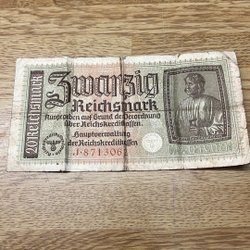 20 Reichsmark
Zwanzig
Reichsmark
Ausgegeben auf Grund der Verordnung
über Reichskreditkassen
Hauptverwaltung
der Reichskreditkassen